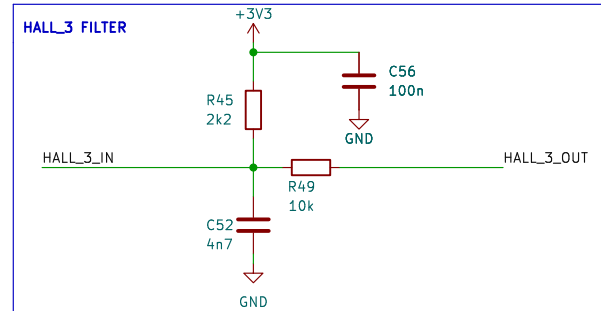 +3V3
HALL_3 FILTER
C56
100n
R45
2k2
GND
HALL_3_IN
HALL_3_OUT
R49
10k
C52
4n7
GND